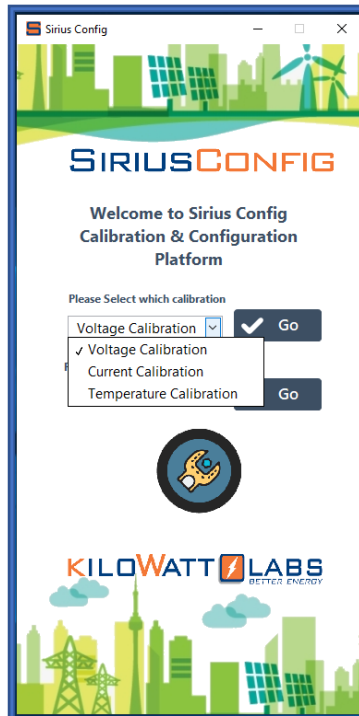 Sirius Config
SIRIUSCONFIG
Welcome to Sirius Config
Calibration & Configuration
Platform
Please Select which calibration
Voltage Calibration
Go
✓ Voltage Calibration
Current Calibration
Temperature Calibration
Go
KILOWATT LABS
BETTER ENERGY